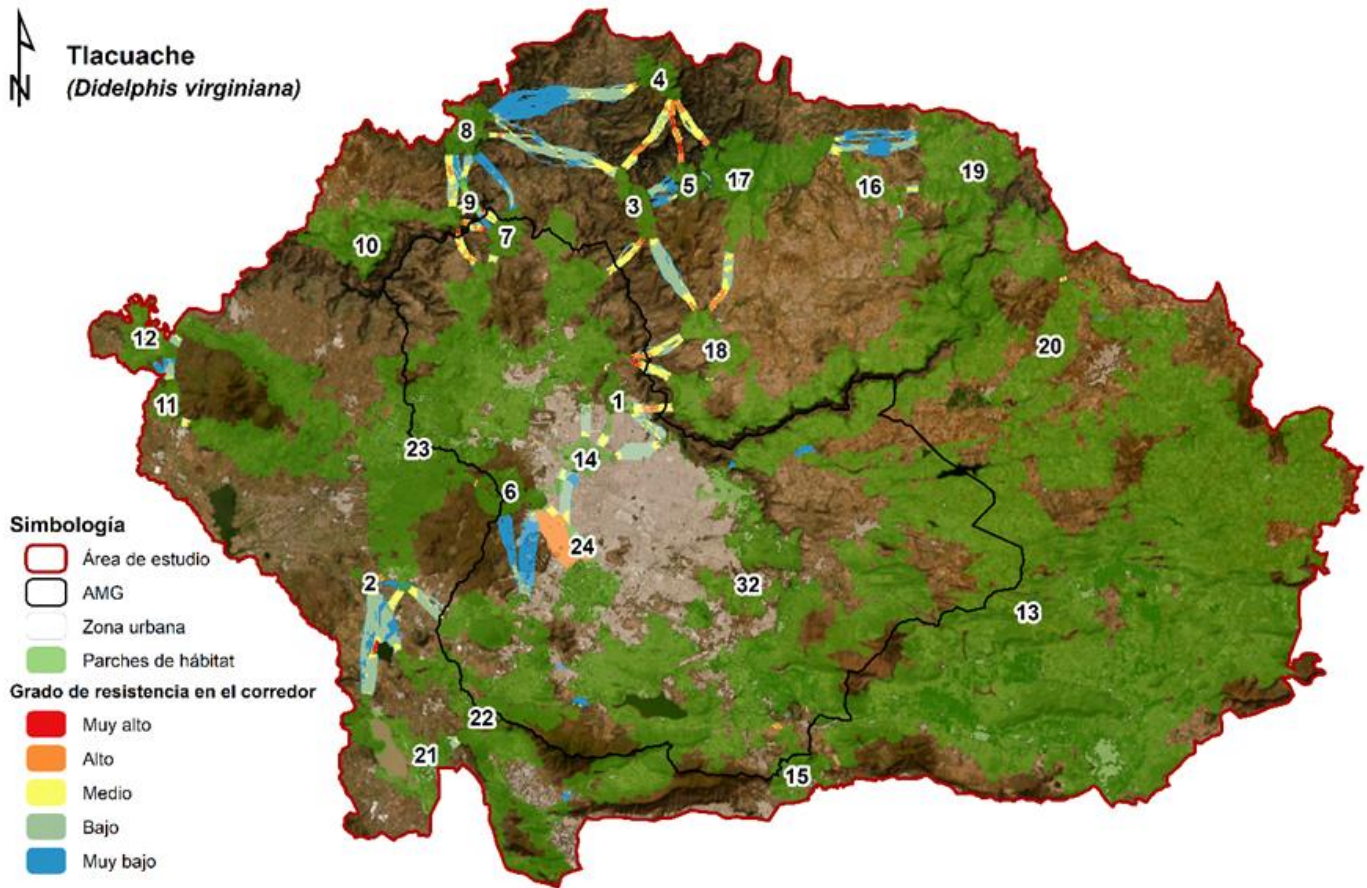 N
Tlacuache
(Didelphis virginiana)
4
8
5
17
16
19
9
3
10
7
12
18
20
11
1
23
14
6
24
2
32
13
22
21
15
Simbología
Área de estudio
AMG
Zona urbana
Parches de hábitat
Grado de resistencia en el corredor
Muy alto
Alto
Medio
Bajo
Muy bajo